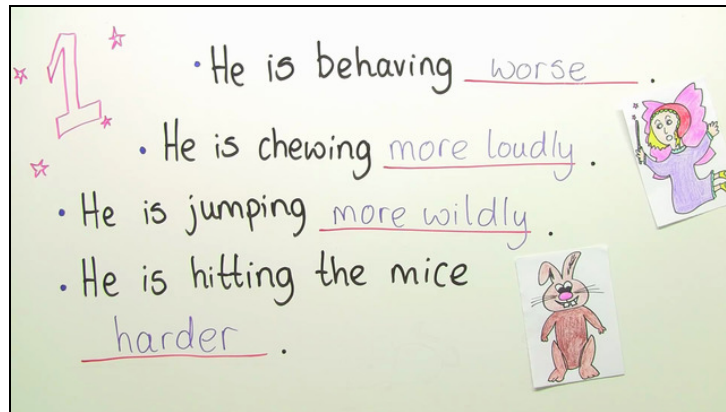 1
• He is behaving worse.
• He is chewing more loudly.
• He is jumping more wildly.
• He is hitting the mice
harder.